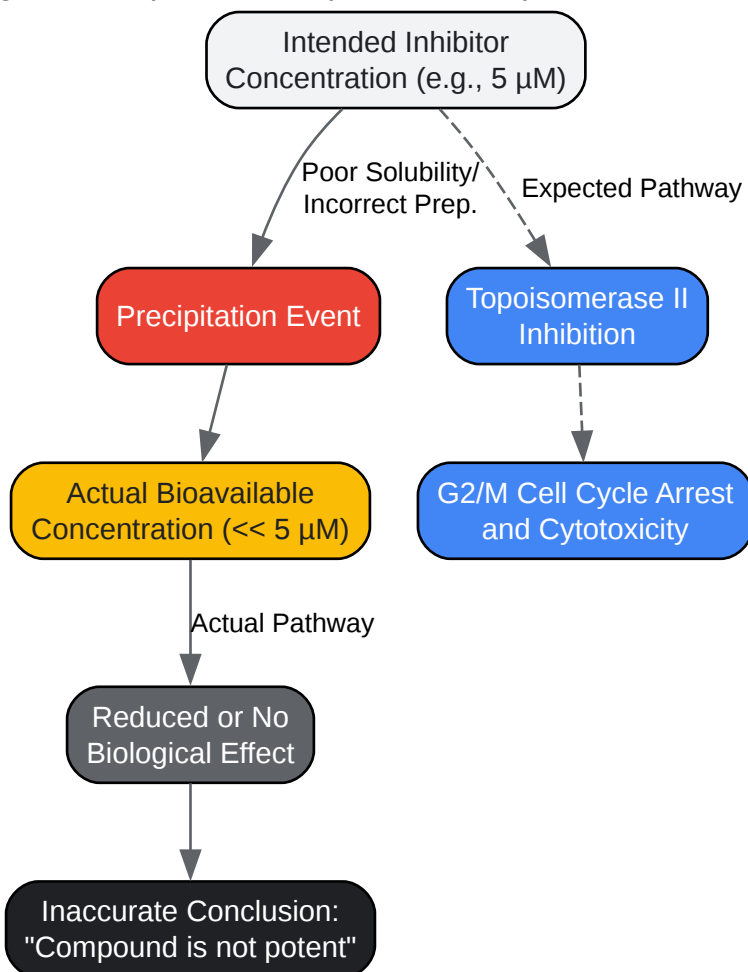 Intended Inhibitor
Concentration (e.g., 5 µM)
Poor Solubility/
Incorrect Prep.
Expected Pathway
Precipitation Event
Topoisomerase II
Inhibition
Actual Bioavailable
Concentration (<< 5 µM)
G2/M Cell Cycle Arrest
and Cytotoxicity
Actual Pathway
Reduced or No
Biological Effect
Inaccurate Conclusion:
"Compound is not potent"